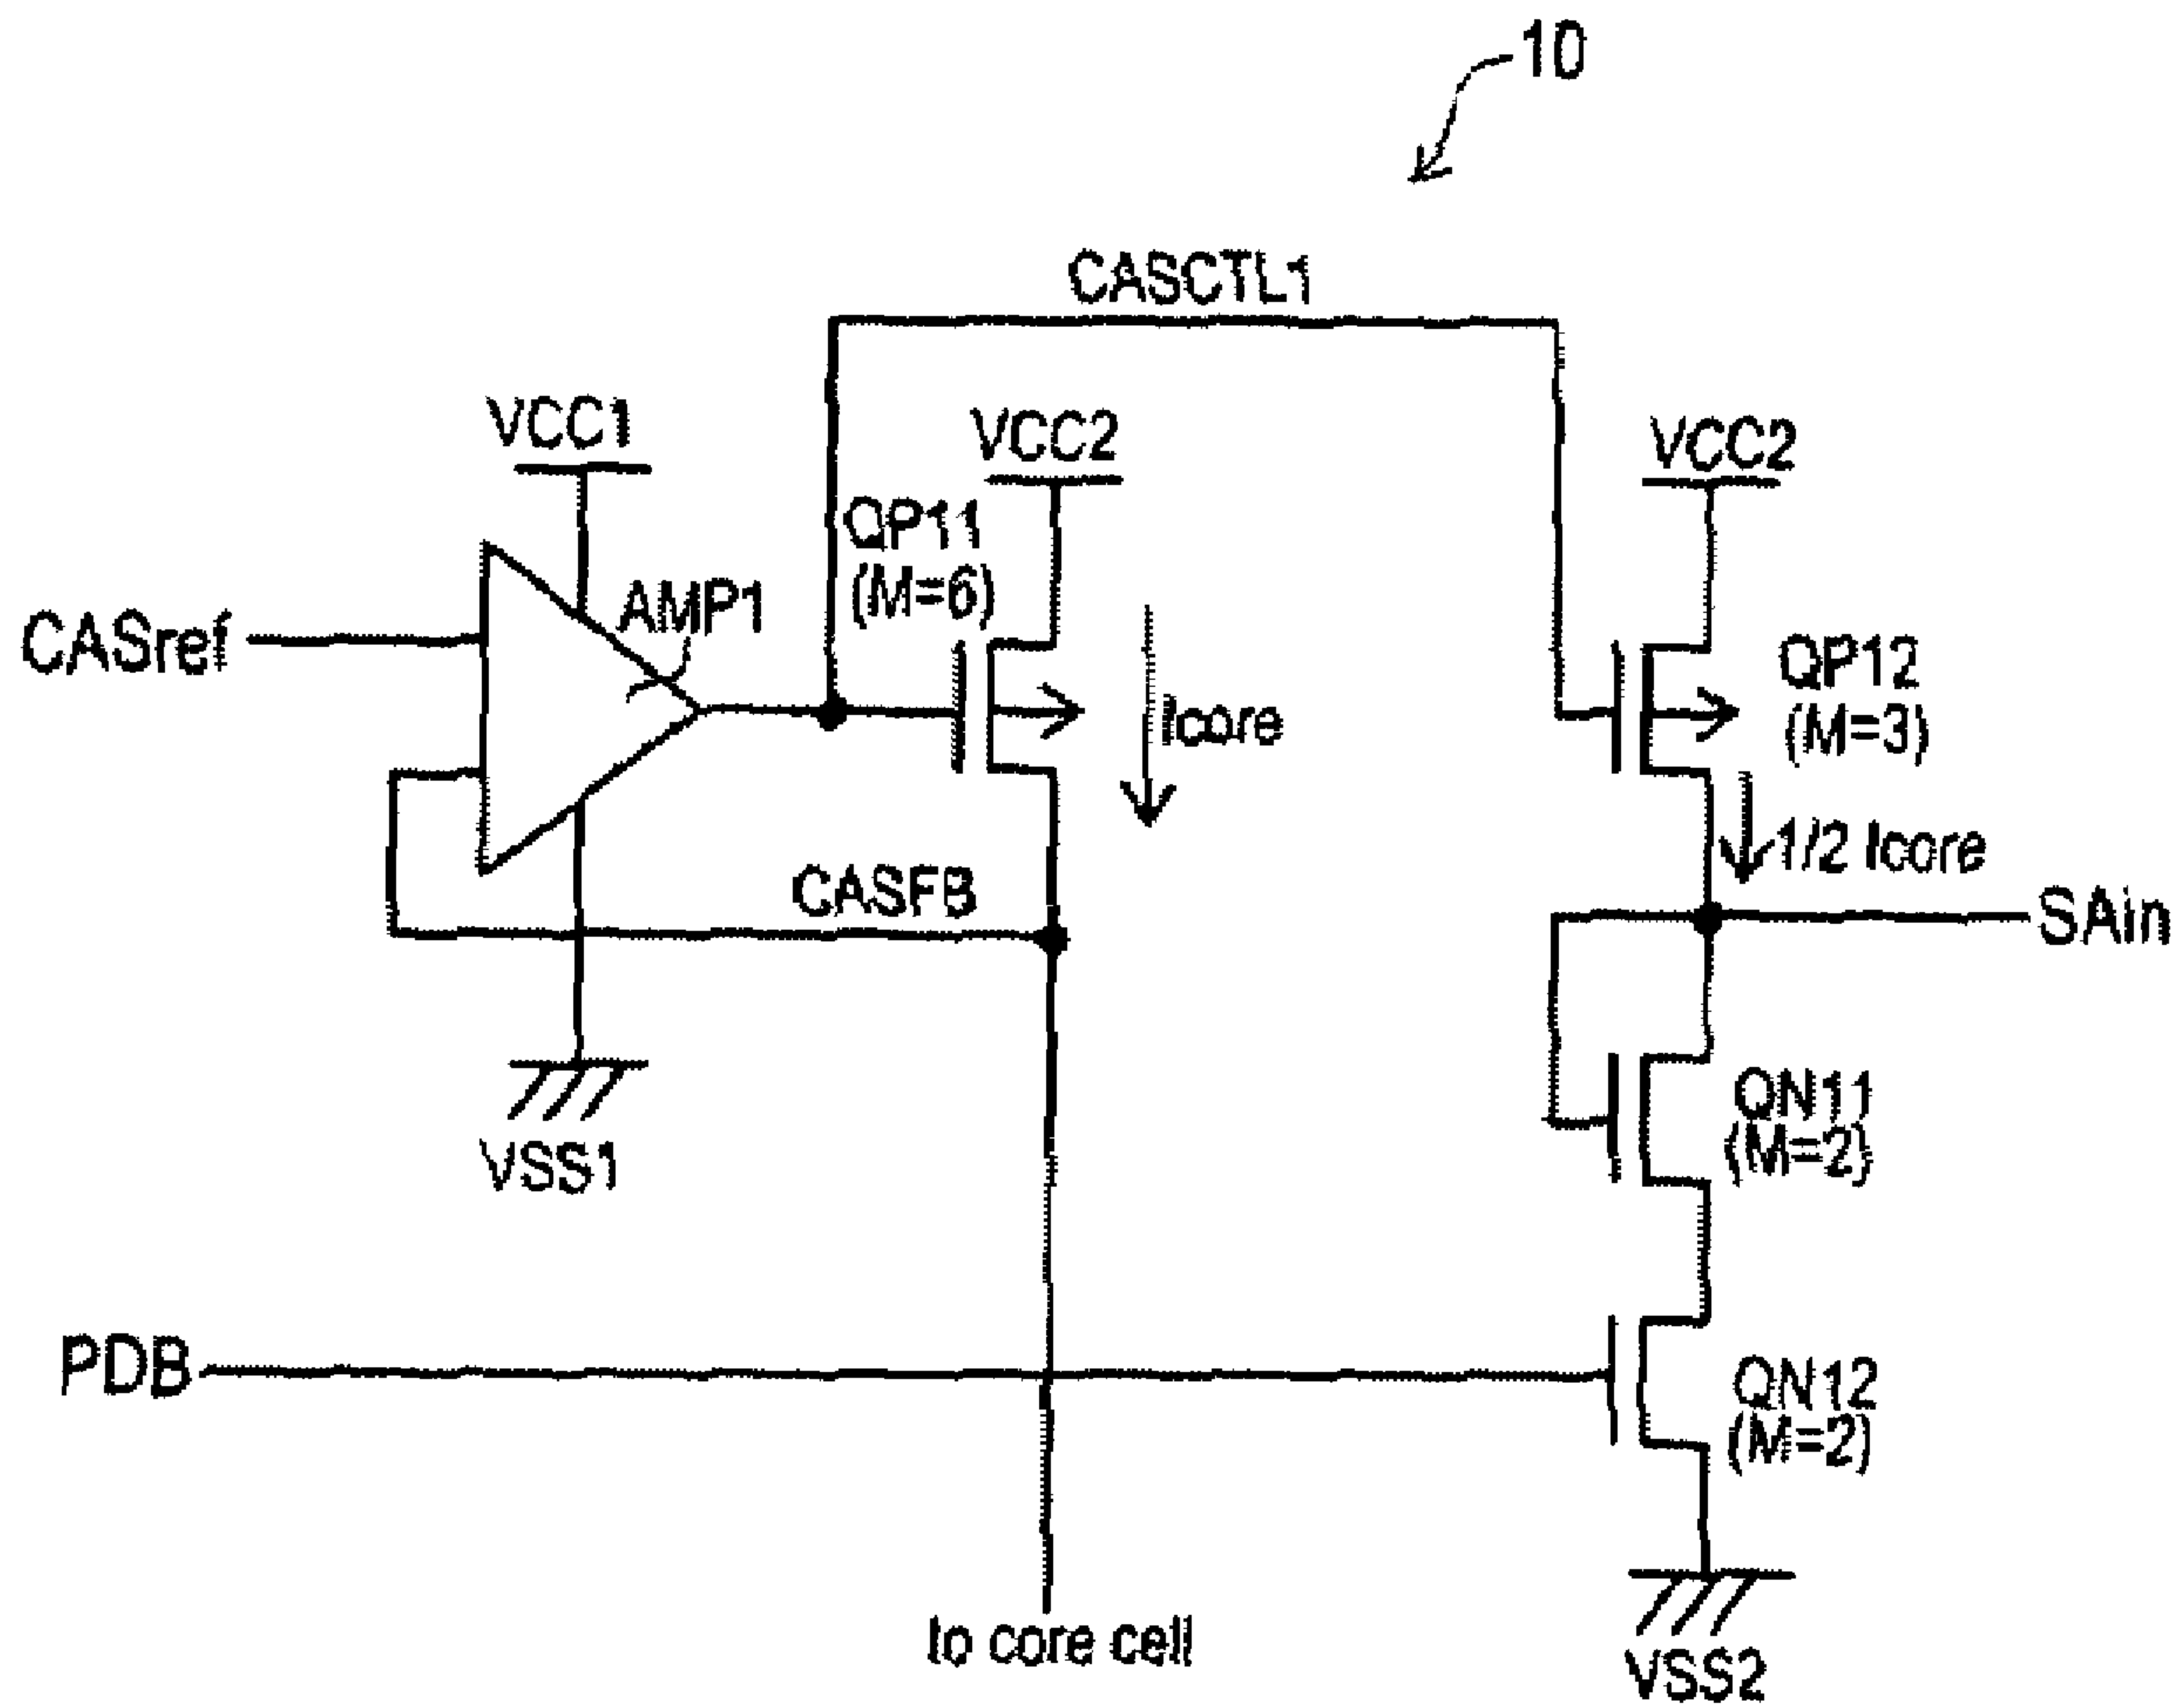 10
CASCTL1
VCC1
VCC2
VCC2
QP11
(M=6)
AMP1
CASref
Icore
QP12
(M=3)
1/2 Icore
CASFB
SAin
VSS1
QN11
(M=2)
PDB
QN12
(M=2)
to core cell
VSS2